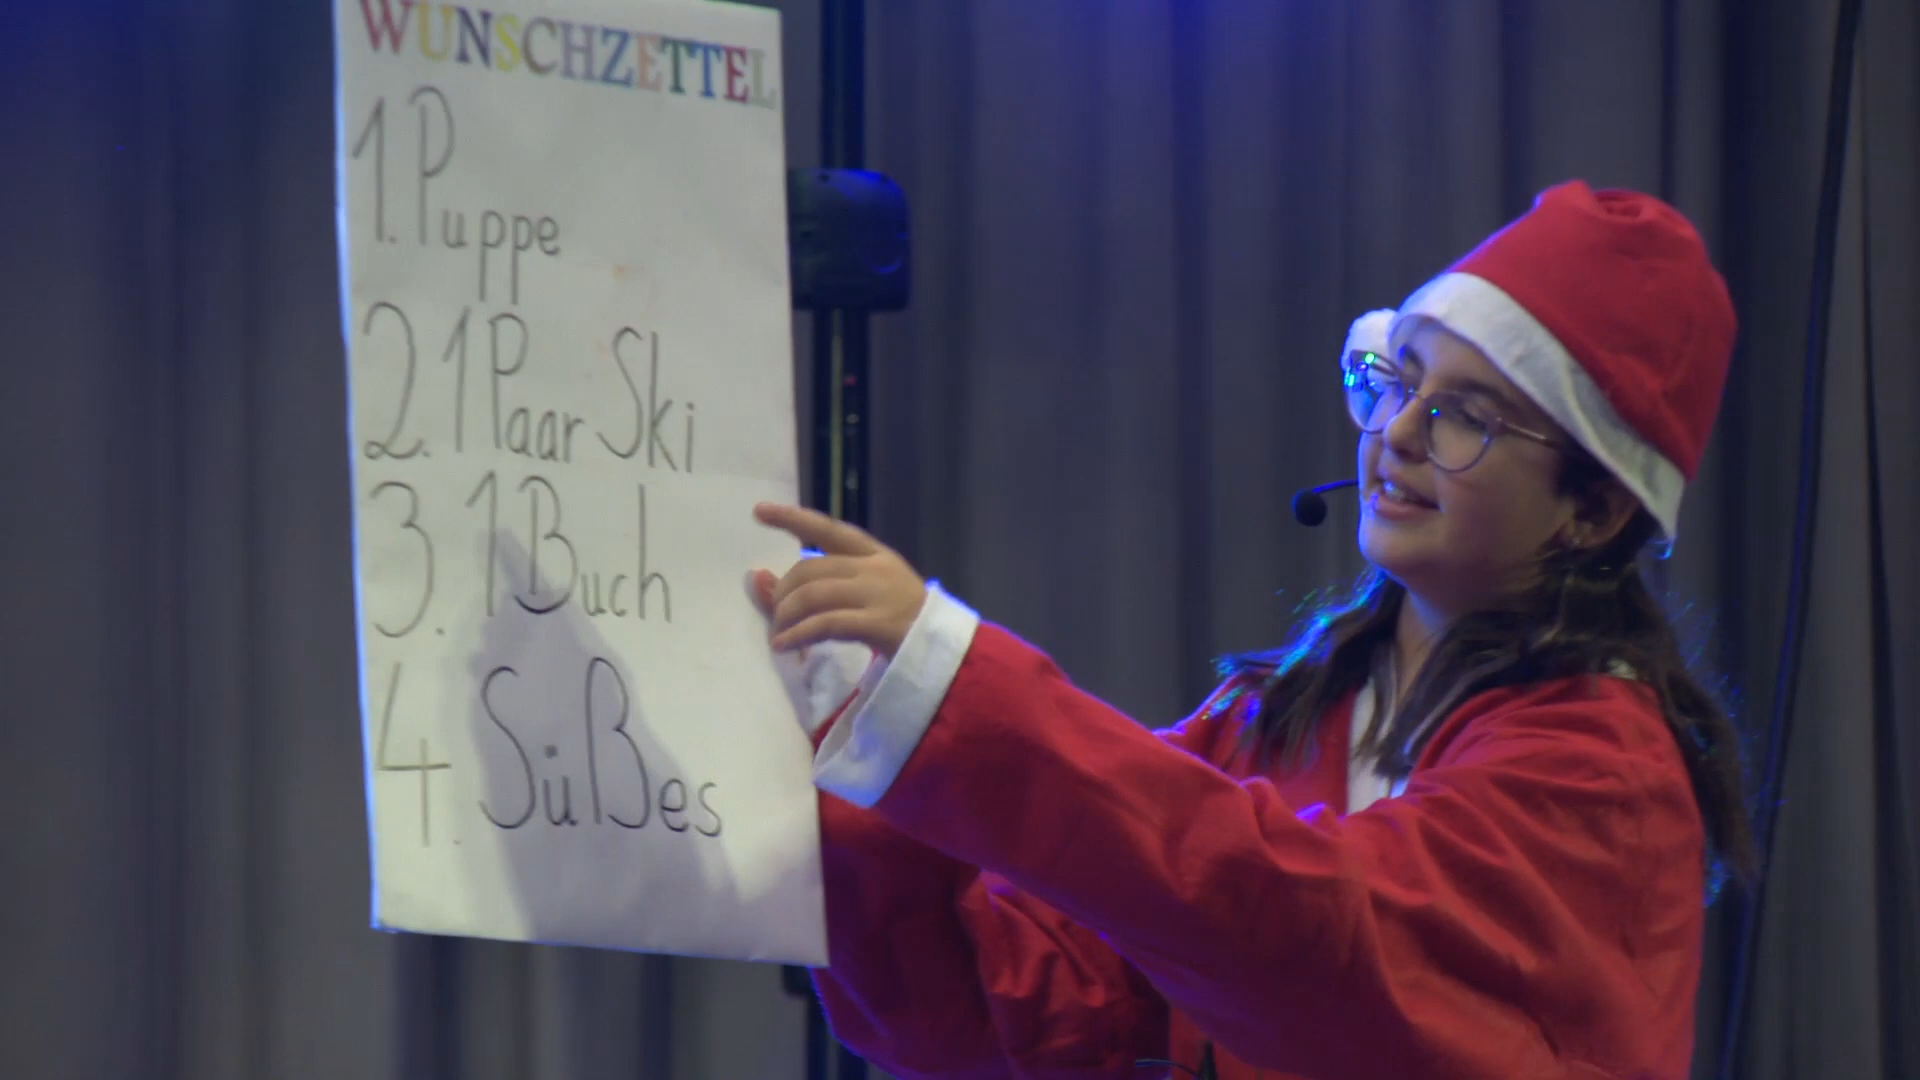 WUNSCHZETTEL
1. Puppe
2. 1 Paar Ski
3. 1 Buch
4. Süßes